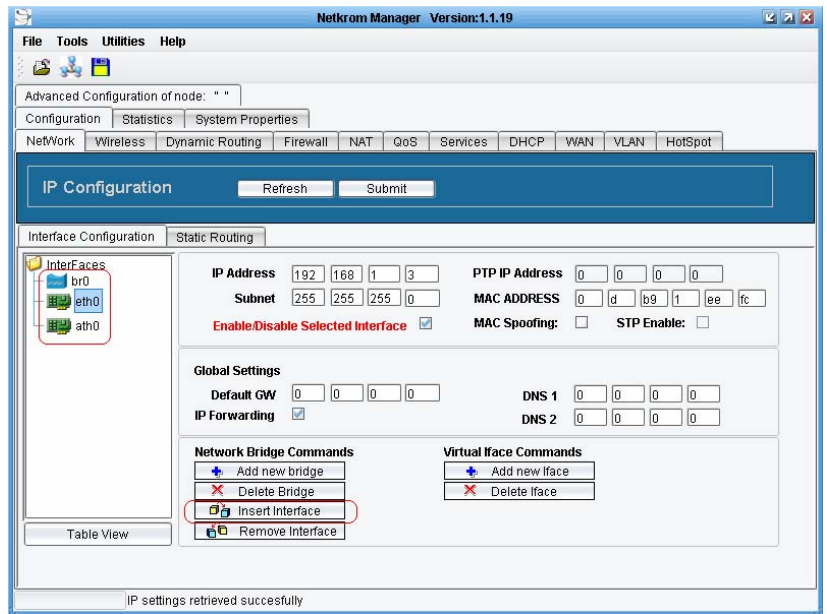 Netkrom Manager Version:1.1.19
File Tools Utilities Help
Advanced Configuration of node: " "
Configuration Statistics System Properties
NetWork Wireless Dynamic Routing Firewall NAT QoS Services DHCP WAN VLAN HotSpot
IP Configuration Refresh Submit
Interface Configuration Static Routing
InterFaces
br0
eth0
ath0
Table View
IP Address 192 168 1 3 PTP IP Address 0 0 0 0
Subnet 255 255 255 0 MAC ADDRESS 0 d b9 1 ee fc
Enable/Disable Selected Interface MAC Spoofing: STP Enable:
Global Settings
Default GW 0 0 0 0 DNS 1 0 0 0 0
IP Forwarding DNS 2 0 0 0 0
Network Bridge Commands Virtual Iface Commands
Add new bridge Add new Iface
Delete Bridge Delete Iface
Insert Interface
Remove Interface
IP settings retrieved succesfully